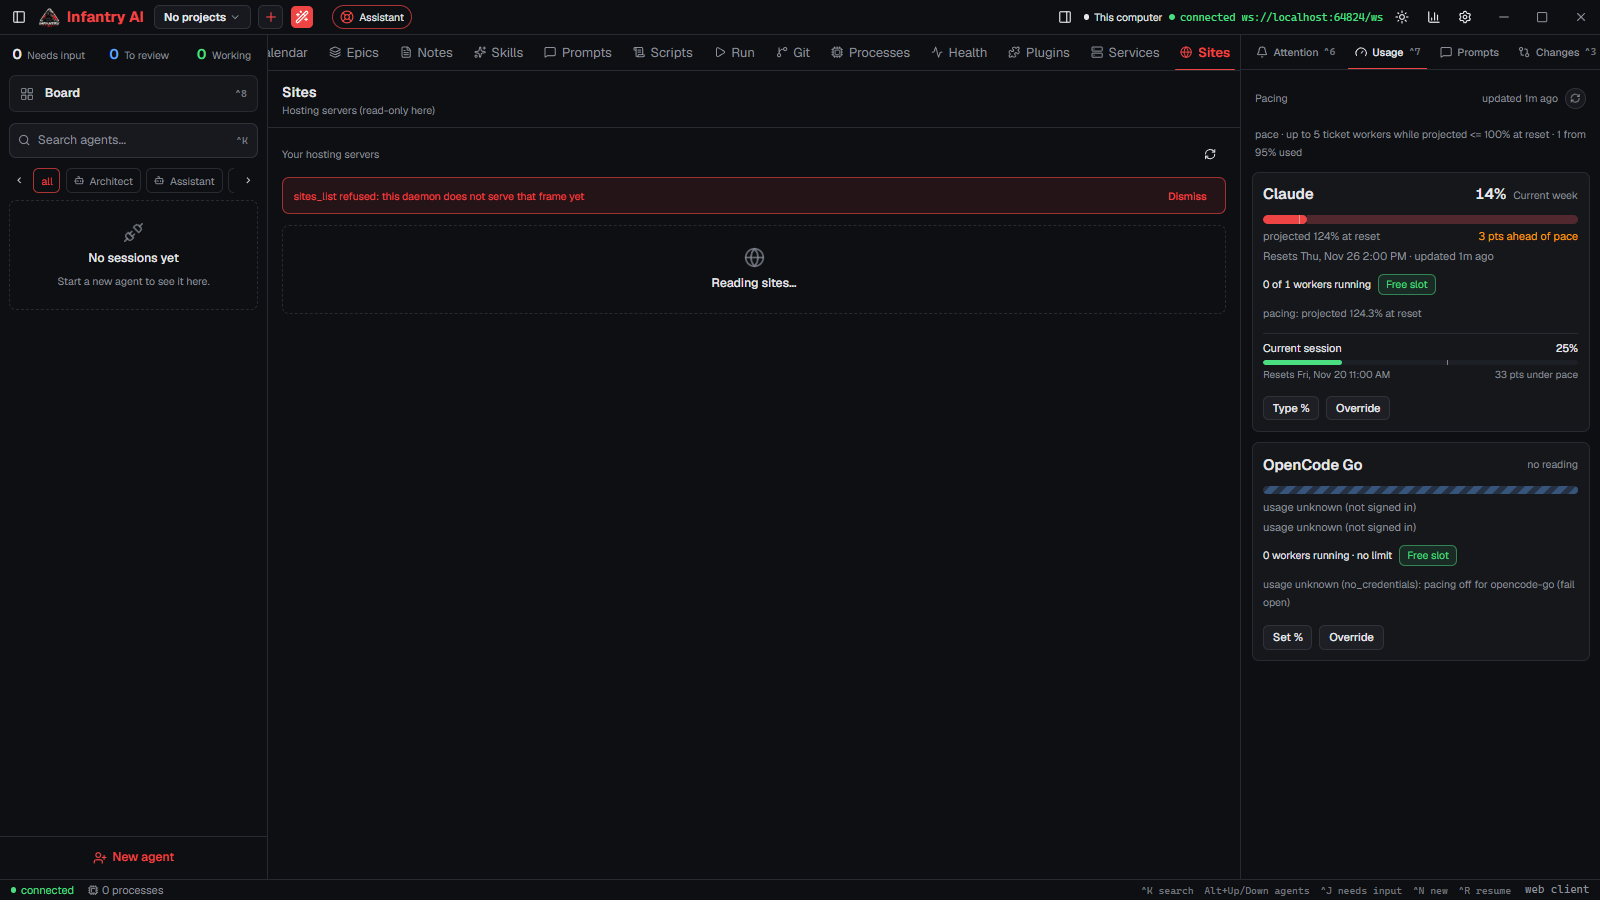 Infantry AI
No projects
Assistant
This computer
connected ws://localhost:64824/ws
0 Needs input
0 To review
0 Working
Board ^8
Search agents... ^K
all
Architect
Assistant
No sessions yet
Start a new agent to see it here.
New agent
alendar
Epics
Notes
Skills
Prompts
Scripts
Run
Git
Processes
Health
Plugins
Services
Sites
Sites
Hosting servers (read-only here)
Your hosting servers
sites_list refused: this daemon does not serve that frame yet
Dismiss
Reading sites...
Attention ^6
Usage ^7
Prompts
Changes ^3
Pacing
updated 1m ago
pace · up to 5 ticket workers while projected <= 100% at reset · 1 from
95% used
Claude
14% Current week
projected 124% at reset
3 pts ahead of pace
Resets Thu, Nov 26 2:00 PM · updated 1m ago
0 of 1 workers running
Free slot
pacing: projected 124.3% at reset
Current session
25%
Resets Fri, Nov 20 11:00 AM
33 pts under pace
Type %
Override
OpenCode Go
no reading
usage unknown (not signed in)
usage unknown (not signed in)
0 workers running · no limit
Free slot
usage unknown (no_credentials): pacing off for opencode-go (fail
open)
Set %
Override
connected
0 processes
^K search
Alt+Up/Down agents
^J needs input
^N new
^R resume
web client